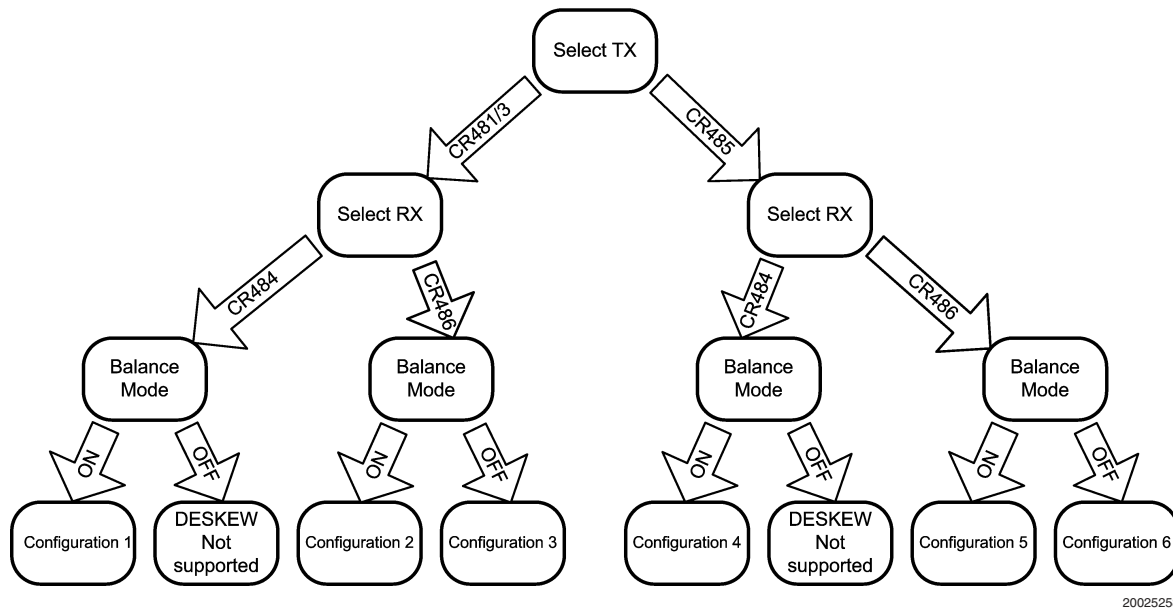 Select TX
CR481/3
CR485
Select RX
Select RX
CR484
CR486
CR484
CR486
Balance
Mode
Balance
Mode
Balance
Mode
Balance
Mode
ON
OFF
ON
OFF
ON
OFF
ON
OFF
Configuration 1
DESKEW
Not
supported
Configuration 2
Configuration 3
Configuration 4
DESKEW
Not
supported
Configuration 5
Configuration 6
2002525